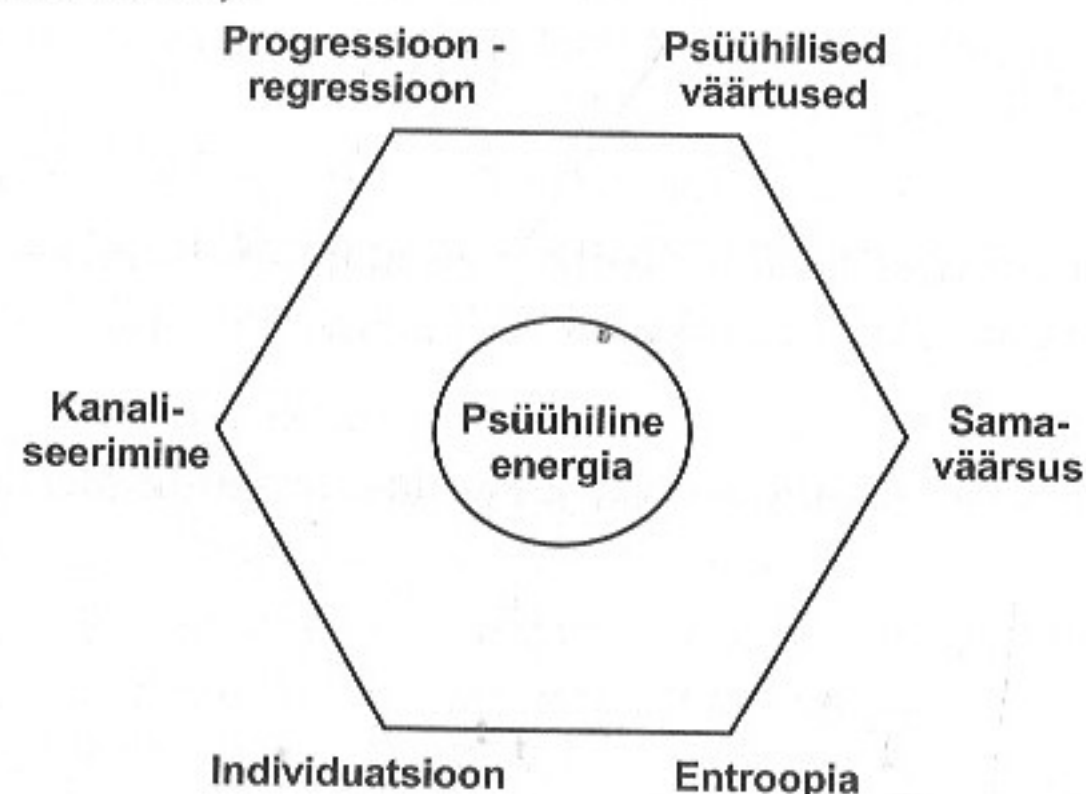 Progressioon -
regressioon
Psüühilised
väärtused
Kanali-
seerimine
Psüühiline
energia
Sama-
väärsus
Individuatsioon
Entroopia